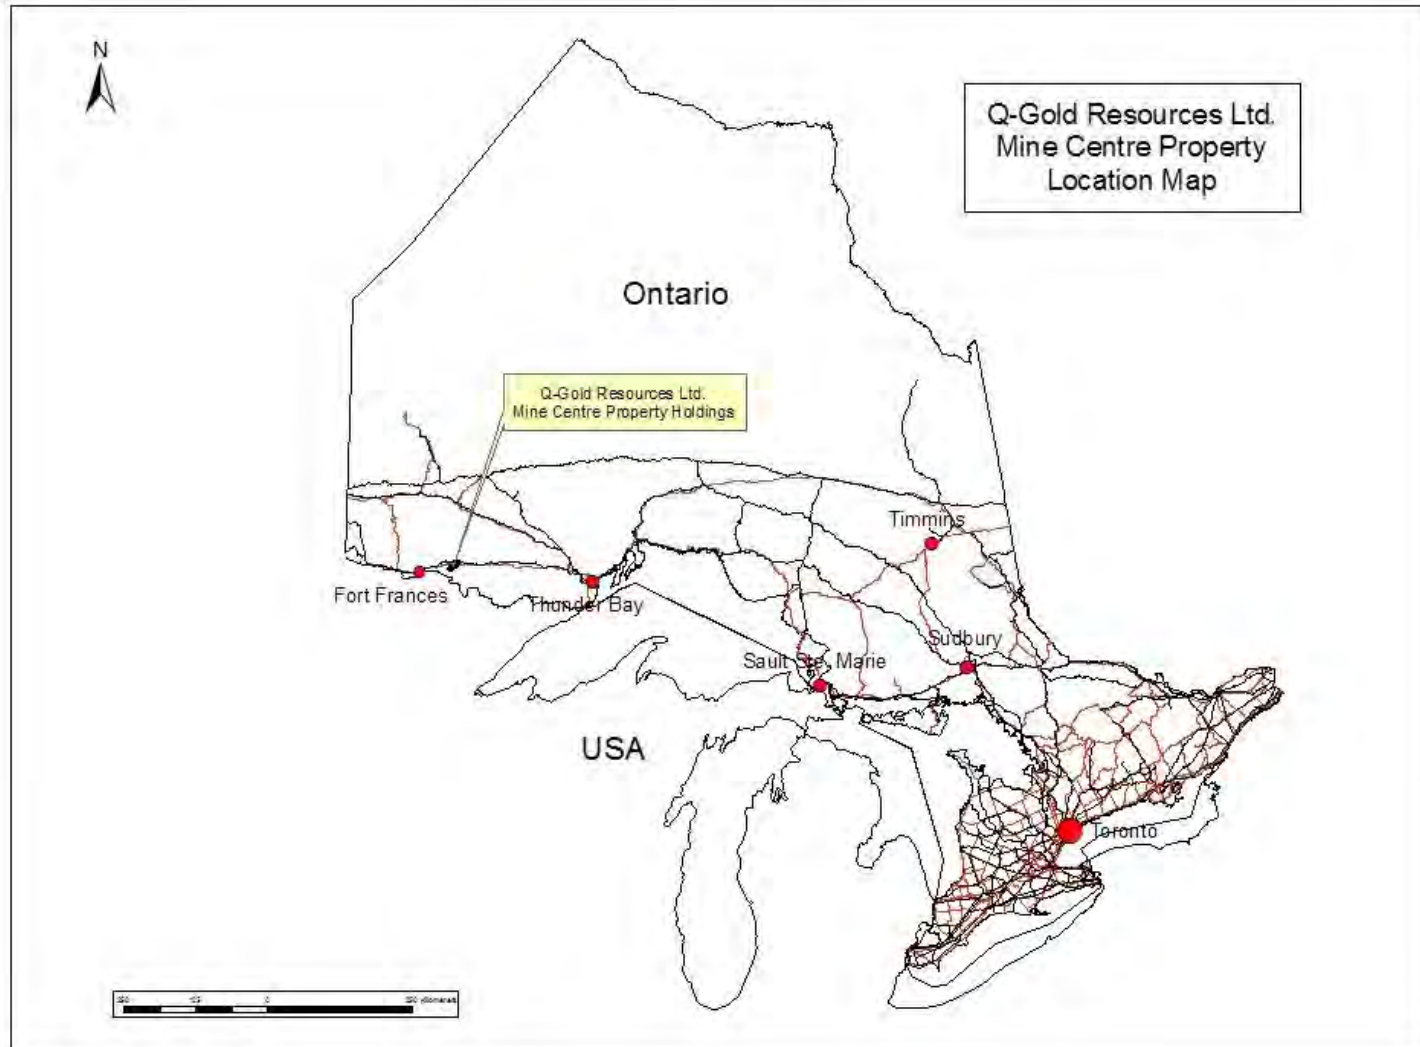 N
Q-Gold Resources Ltd.
Mine Centre Property
Location Map
Ontario
Q-Gold Resources Ltd.
Mine Centre Property Holdings
Timmins
Fort Frances
Thunder Bay
Sudbury
Sault Ste. Marie
USA
Toronto